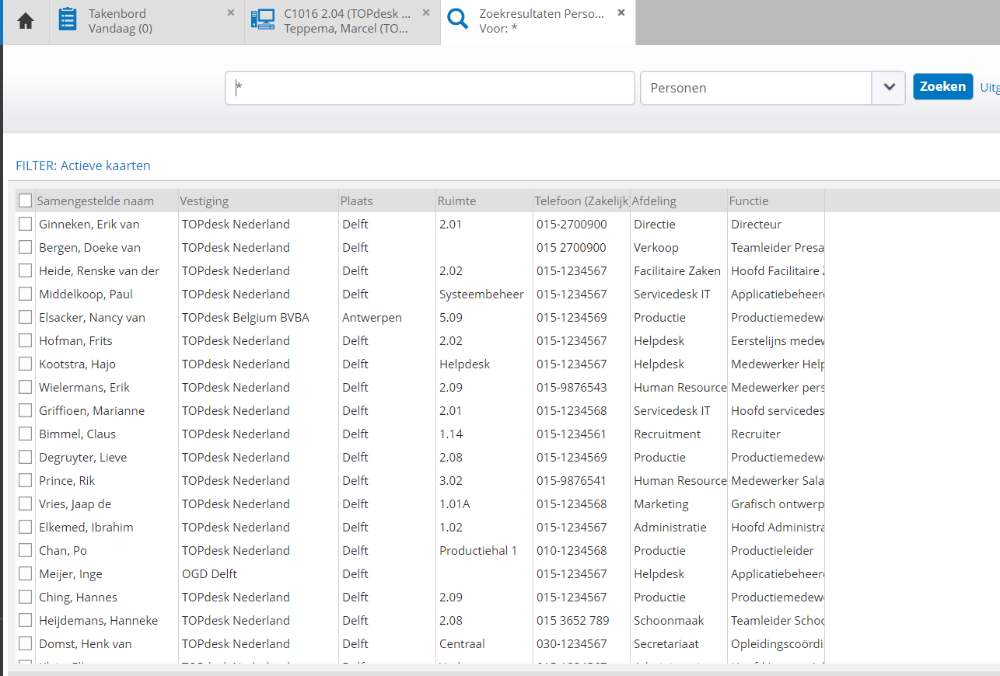 Takenbord
Vandaag (0)
C1016 2.04 (TOPdesk ...
Teppema, Marcel (TO...
Zoekresultaten Perso...
Voor: *
*
Personen
Zoeken
Uitg
FILTER: Actieve kaarten
Samengestelde naam Vestiging Plaats Ruimte Telefoon (Zakelijk) Afdeling Functie
Ginneken, Erik van TOPdesk Nederland Delft 2.01 015-2700900 Directie Directeur
Bergen, Doeke van TOPdesk Nederland Delft 015 2700900 Verkoop Teamleider Presa
Heide, Renske van der TOPdesk Nederland Delft 2.02 015-1234567 Facilitaire Zaken Hoofd Facilitaire Z
Middelkoop, Paul TOPdesk Nederland Delft Systeembeheer 015-1234567 Servicedesk IT Applicatiebeheer
Elsacker, Nancy van TOPdesk Belgium BVBA Antwerpen 5.09 015-1234569 Productie Productiemedew
Hofman, Frits TOPdesk Nederland Delft 2.02 015-1234567 Helpdesk Eerstelijns medew
Kootstra, Hajo TOPdesk Nederland Delft Helpdesk 015-1234567 Helpdesk Medewerker Help
Wielermans, Erik TOPdesk Nederland Delft 2.09 015-9876543 Human Resource Medewerker pers
Griffioen, Marianne TOPdesk Nederland Delft 2.01 015-1234568 Servicedesk IT Hoofd servicedes
Bimmel, Claus TOPdesk Nederland Delft 1.14 015-1234561 Recruitment Recruiter
Degruyter, Lieve TOPdesk Nederland Delft 2.08 015-1234569 Productie Productiemedew
Prince, Rik TOPdesk Nederland Delft 3.02 015-9876541 Human Resource Medewerker Sala
Vries, Jaap de TOPdesk Nederland Delft 1.01A 015-1234568 Marketing Grafisch ontwerp
Elkemed, Ibrahim TOPdesk Nederland Delft 1.02 015-1234567 Administratie Hoofd Administra
Chan, Po TOPdesk Nederland Delft Productiehal 1 010-1234568 Productie Productieleider
Meijer, Inge OGD Delft Delft 015-1234567 Helpdesk Applicatiebeheer
Ching, Hannes TOPdesk Nederland Delft 2.09 015-1234567 Productie Productiemedew
Heijdemans, Hanneke TOPdesk Nederland Delft 2.08 015 3652 789 Schoonmaak Teamleider Schoo
Domst, Henk van TOPdesk Nederland Delft Centraal 030-1234567 Secretariaat Opleidingscoördi